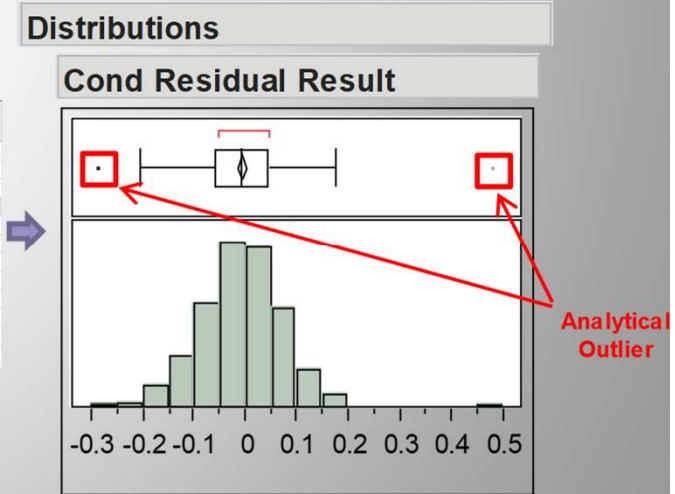 Distributions
Cond Residual Result
Analytical
Outlier
-0.3 -0.2 -0.1 0 0.1 0.2 0.3 0.4 0.5